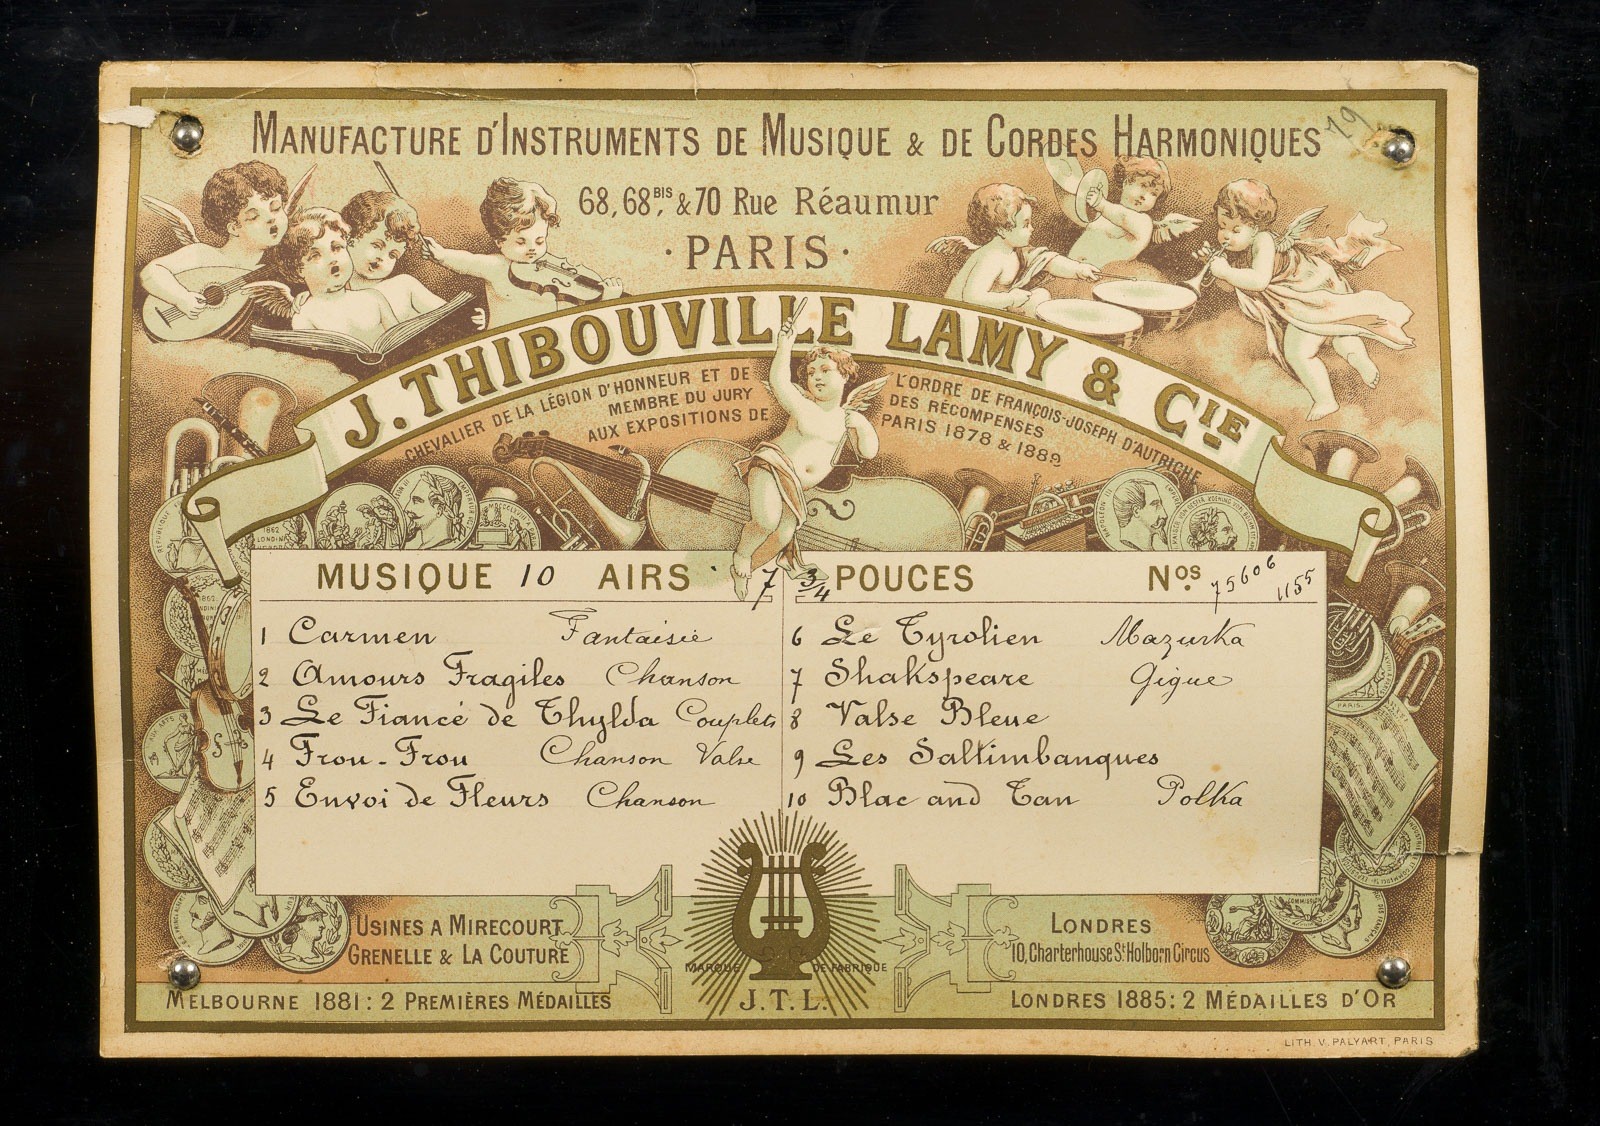 MANUFACTURE D'INSTRUMENTS DE MUSIQUE & DE CORDES HARMONIQUES
79
68, 68BIS, & 70 Rue Réaumur
· PARIS ·
J. THIBOUVILLE LAMY & CIE
CHEVALIER DE LA LÉGION D'HONNEUR ET DE L'ORDRE DE FRANÇOIS-JOSEPH D'AUTRICHE
MEMBRE DU JURY DES RÉCOMPENSES
AUX EXPOSITIONS DE PARIS 1878 & 1889
MUSIQUE 10 AIRS 7 3/4 POUCES Nos. 75606 1155
1 Carmen Fantaisie
2 Amours Fragiles Chanson
3 Le Fiancé de Thylda Couplets
4 Frou-Frou Chanson Valse
5 Envoi de Fleurs Chanson
6 Le Tyrolien Mazurka
7 Shakspeare Gigue
8 Valse Bleue
9 Les Saltimbanques
10 Blac and Tan Polka
USINES A MIRECOURT
GRENELLE & LA COUTURE
MARQUE DE FABRIQUE
J.T.L.
LONDRES
10, Charterhouse St Holborn Circus
MELBOURNE 1881: 2 PREMIÈRES MÉDAILLES
LONDRES 1885: 2 MÉDAILLES D'OR
LITH. V. PALYART, PARIS